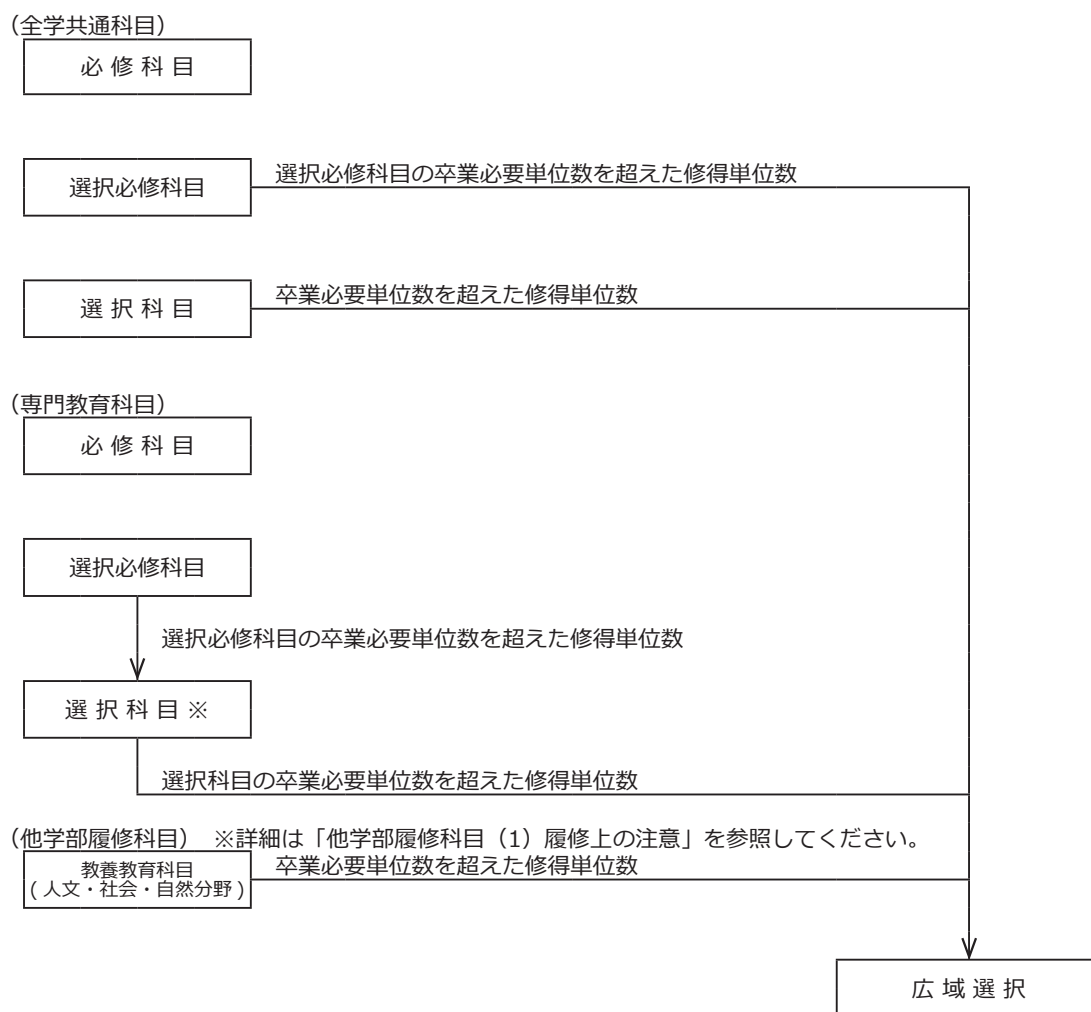 （全学共通科目）
必 修 科 目
選択必修科目
選択必修科目の卒業必要単位数を超えた修得単位数
選 択 科 目
卒業必要単位数を超えた修得単位数
（専門教育科目）
必 修 科 目
選択必修科目
選択必修科目の卒業必要単位数を超えた修得単位数
選 択 科 目 ※
選択科目の卒業必要単位数を超えた修得単位数
（他学部履修科目）　※詳細は「他学部履修科目（1）履修上の注意」を参照してください。
教養教育科目
( 人文・社会・自然分野 )
卒業必要単位数を超えた修得単位数
広 域 選 択